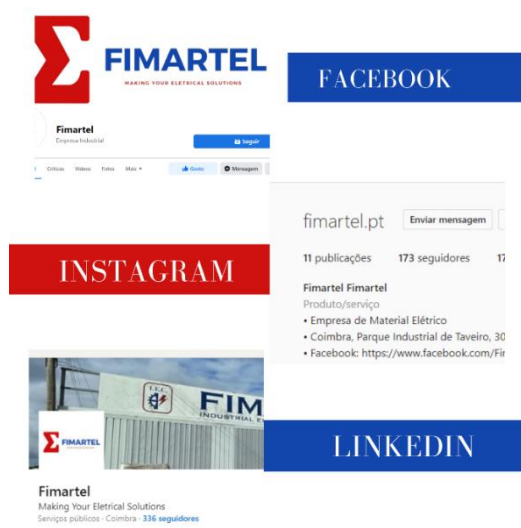 FIMARTEL
MAKING YOUR ELETRICAL SOLUTIONS
FACEBOOK
Fimartel
Empresa Industrial
Seguir
Críticas Vídeos Fotos Mais
Gosto
Mensagem
fimartel.pt
Enviar mensagem
11 publicações 173 seguidores 17
Fimartel Fimartel
Produto/serviço
• Empresa de Material Elétrico
• Coimbra, Parque Industrial de Taveiro, 30
• Facebook: https://www.facebook.com/Fir
INSTAGRAM
I.E.C.
FIM
INDUSTRIAL E
FIMARTEL
LINKEDIN
Fimartel
Making Your Eletrical Solutions
Serviços públicos · Coimbra · 336 seguidores